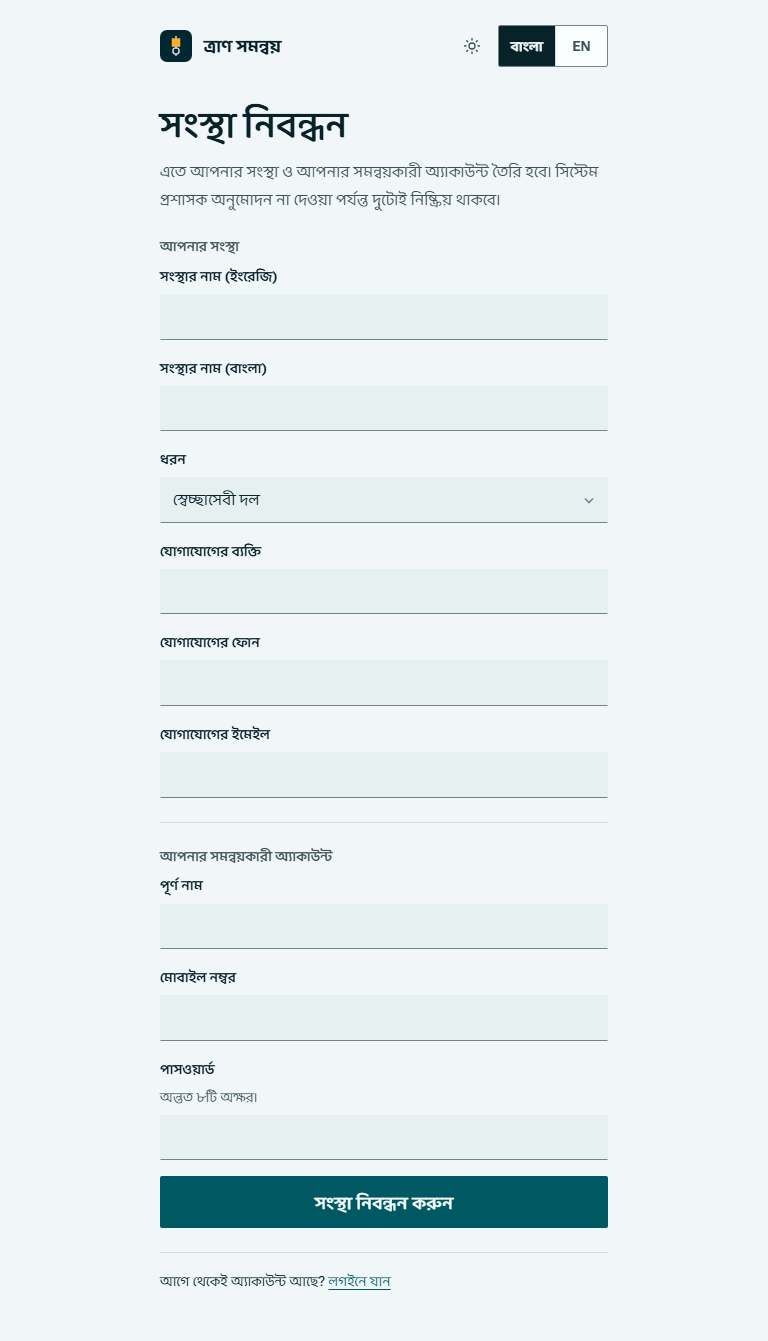 ত্রাণ সমন্বয়
বাংলা
EN
সংস্থা নিবন্ধন
এতে আপনার সংস্থা ও আপনার সমন্বয়কারী অ্যাকাউন্ট তৈরি হবে। সিস্টেম
প্রশাসক অনুমোদন না দেওয়া পর্যন্ত দুটোই নিষ্ক্রিয় থাকবে।
আপনার সংস্থা
সংস্থার নাম (ইংরেজি)
সংস্থার নাম (বাংলা)
ধরন
স্বেচ্ছাসেবী দল
যোগাযোগের ব্যক্তি
যোগাযোগের ফোন
যোগাযোগের ইমেইল
আপনার সমন্বয়কারী অ্যাকাউন্ট
পূর্ণ নাম
মোবাইল নম্বর
পাসওয়ার্ড
অন্তত ৮টি অক্ষর।
সংস্থা নিবন্ধন করুন
আগে থেকেই অ্যাকাউন্ট আছে? লগইনে যান